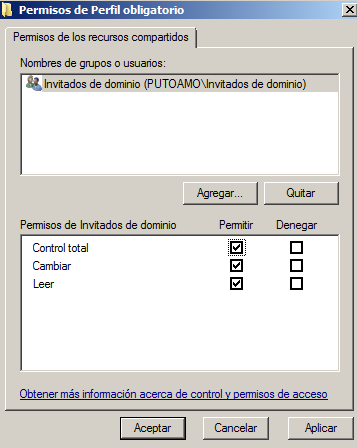 Permisos de Perfil obligatorio
Permisos de los recursos compartidos
Nombres de grupos o usuarios:
Invitados de dominio (PUTOAMO\Invitados de dominio)
Agregar... Quitar
Permisos de Invitados de dominio Permitir Denegar
Control total
Cambiar
Leer
Obtener más información acerca de control y permisos de acceso
Aceptar Cancelar Aplicar